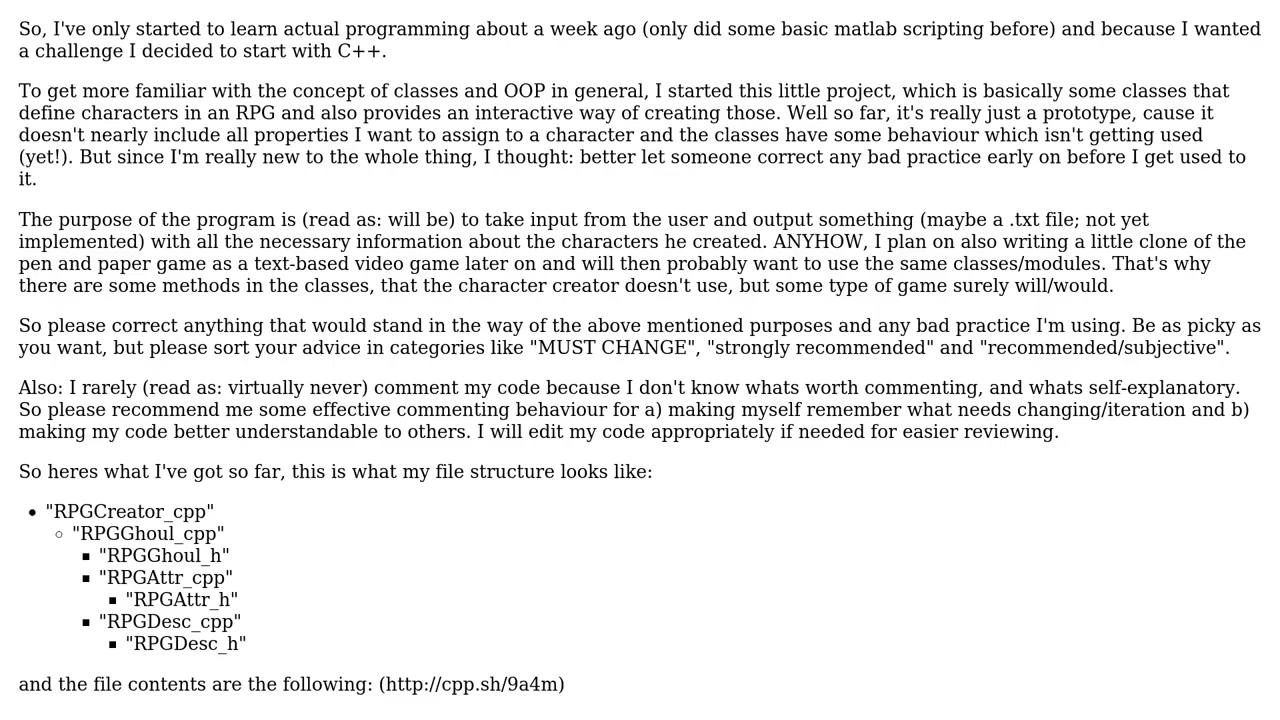 So, I've only started to learn actual programming about a week ago (only did some basic matlab scripting before) and because I wanted
a challenge I decided to start with C++.
To get more familiar with the concept of classes and OOP in general, I started this little project, which is basically some classes that
define characters in an RPG and also provides an interactive way of creating those. Well so far, it's really just a prototype, cause it
doesn't nearly include all properties I want to assign to a character and the classes have some behaviour which isn't getting used
(yet!). But since I'm really new to the whole thing, I thought: better let someone correct any bad practice early on before I get used to
it.
The purpose of the program is (read as: will be) to take input from the user and output something (maybe a .txt file; not yet
implemented) with all the necessary information about the characters he created. ANYHOW, I plan on also writing a little clone of the
pen and paper game as a text-based video game later on and will then probably want to use the same classes/modules. That's why
there are some methods in the classes, that the character creator doesn't use, but some type of game surely will/would.
So please correct anything that would stand in the way of the above mentioned purposes and any bad practice I'm using. Be as picky as
you want, but please sort your advice in categories like "MUST CHANGE", "strongly recommended" and "recommended/subjective".
Also: I rarely (read as: virtually never) comment my code because I don't know whats worth commenting, and whats self-explanatory.
So please recommend me some effective commenting behaviour for a) making myself remember what needs changing/iteration and b)
making my code better understandable to others. I will edit my code appropriately if needed for easier reviewing.
So heres what I've got so far, this is what my file structure looks like:
• "RPGCreator_cpp"
◦ "RPGGhoul_cpp"
▪ "RPGGhoul_h"
▪ "RPGAttr_cpp"
▪ "RPGAttr_h"
▪ "RPGDesc_cpp"
▪ "RPGDesc_h"
and the file contents are the following: (http://cpp.sh/9a4m)